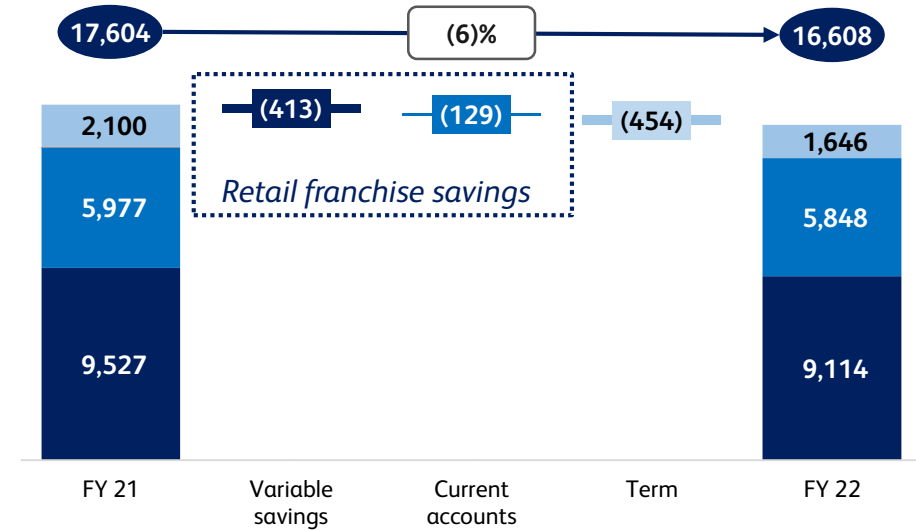 17,604
(6)%
16,608
2,100
(413)
(129)
(454)
1,646
5,977
Retail franchise savings
5,848
9,527
9,114
FY 21
Variable
savings
Current
accounts
Term
FY 22